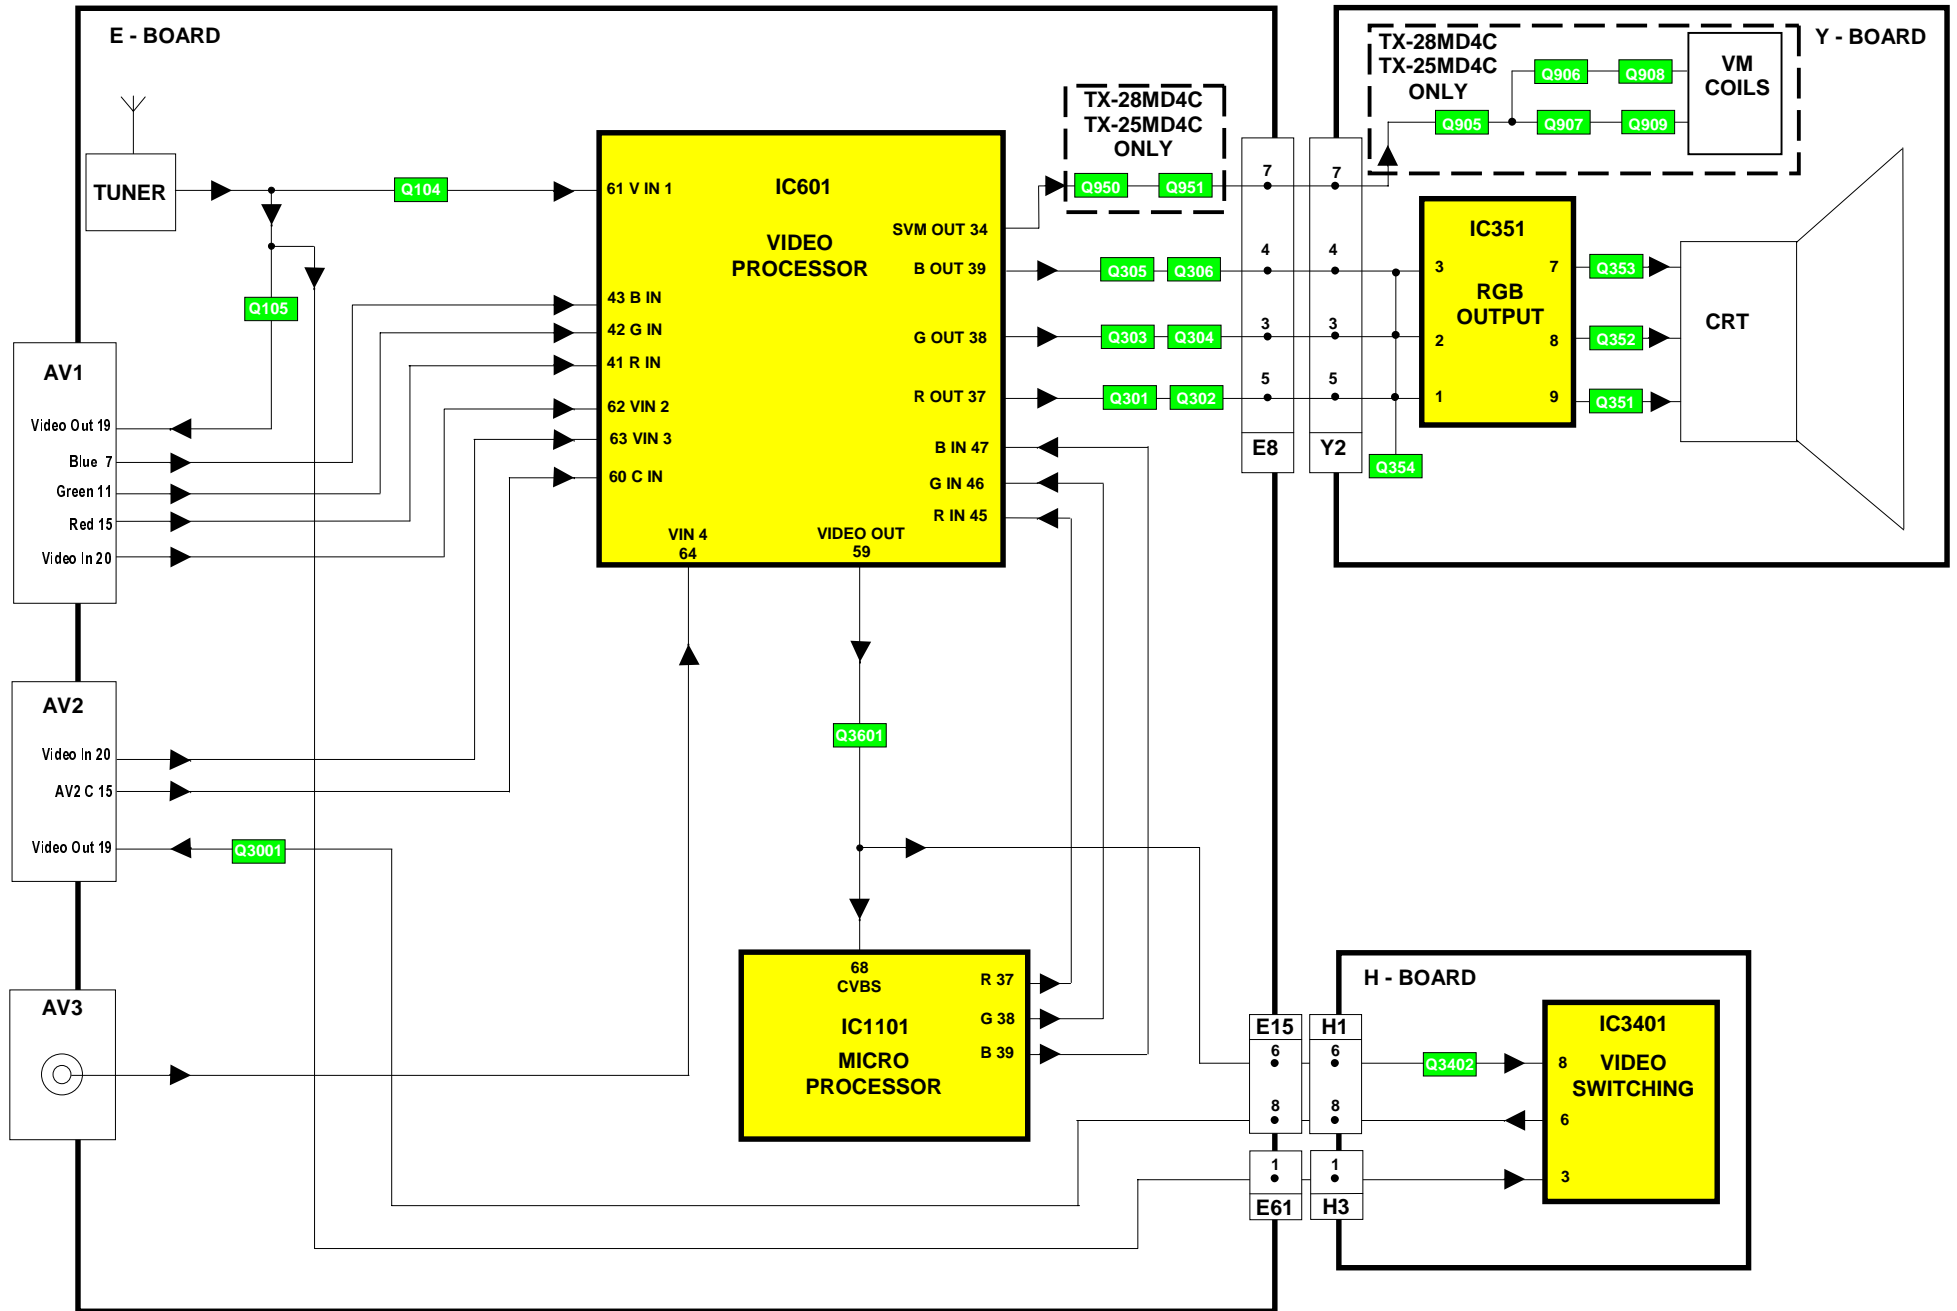 E - BOARD
TUNER
Q104
Q105
AV1
Video Out 19
Blue 7
Green 11
Red 15
Video In 20
AV2
Video In 20
AV2 C 15
Video Out 19
Q3001
AV3
61 V IN 1
IC601
VIDEO
PROCESSOR
43 B IN
42 G IN
41 R IN
62 VIN 2
63 VIN 3
60 C IN
VIN 4
64
VIDEO OUT
59
SVM OUT 34
B OUT 39
G OUT 38
R OUT 37
B IN 47
G IN 46
R IN 45
TX-28MD4C
TX-25MD4C
ONLY
Q950
Q951
Q305
Q306
Q303
Q304
Q301
Q302
7
4
3
5
E8
7
4
3
5
Y2
Y - BOARD
TX-28MD4C
TX-25MD4C
ONLY
Q905
Q906
Q908
Q907
Q909
VM
COILS
IC351
RGB
OUTPUT
3
2
1
7
8
9
Q353
Q352
Q351
Q354
CRT
Q3601
68
CVBS
IC1101
MICRO
PROCESSOR
R 37
G 38
B 39
E15
6
8
1
E61
H1
6
8
1
H3
H - BOARD
Q3402
IC3401
VIDEO
SWITCHING
8
6
3